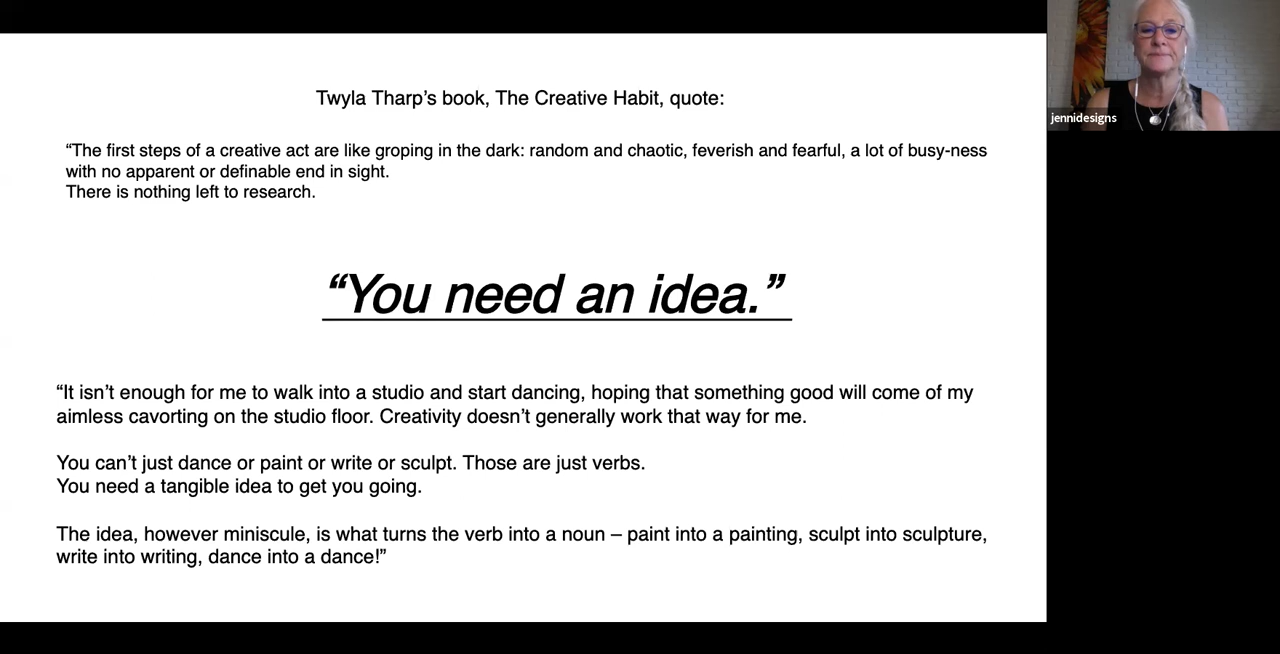 Twyla Tharp’s book, The Creative Habit, quote:
“The first steps of a creative act are like groping in the dark: random and chaotic, feverish and fearful, a lot of busy-ness
with no apparent or definable end in sight.
There is nothing left to research.
“You need an idea.”
“It isn’t enough for me to walk into a studio and start dancing, hoping that something good will come of my
aimless cavorting on the studio floor. Creativity doesn’t generally work that way for me.
You can’t just dance or paint or write or sculpt. Those are just verbs.
You need a tangible idea to get you going.
The idea, however miniscule, is what turns the verb into a noun – paint into a painting, sculpt into sculpture,
write into writing, dance into a dance!”
jennidesigns